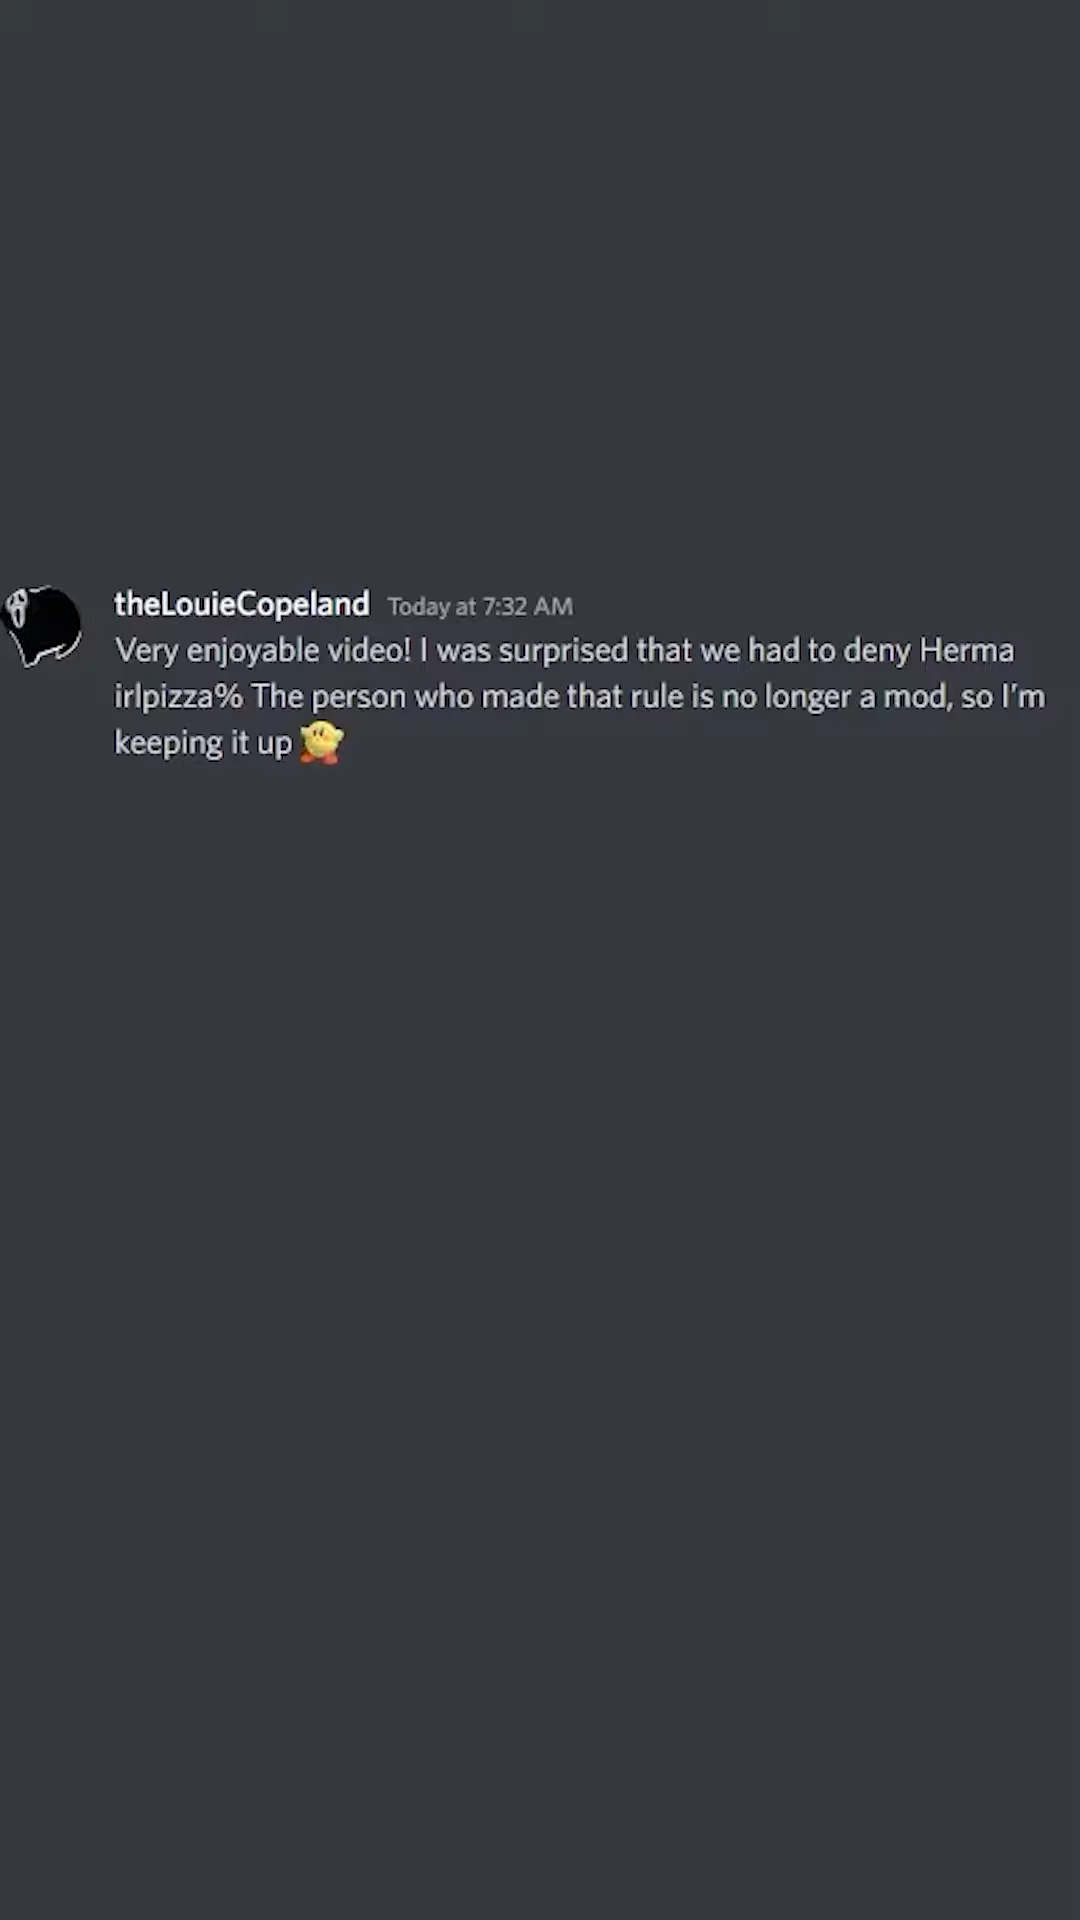 theLouieCopeland Today at 7:32 AM
Very enjoyable video! I was surprised that we had to deny Herma
irlpizza% The person who made that rule is no longer a mod, so I'm
keeping it up